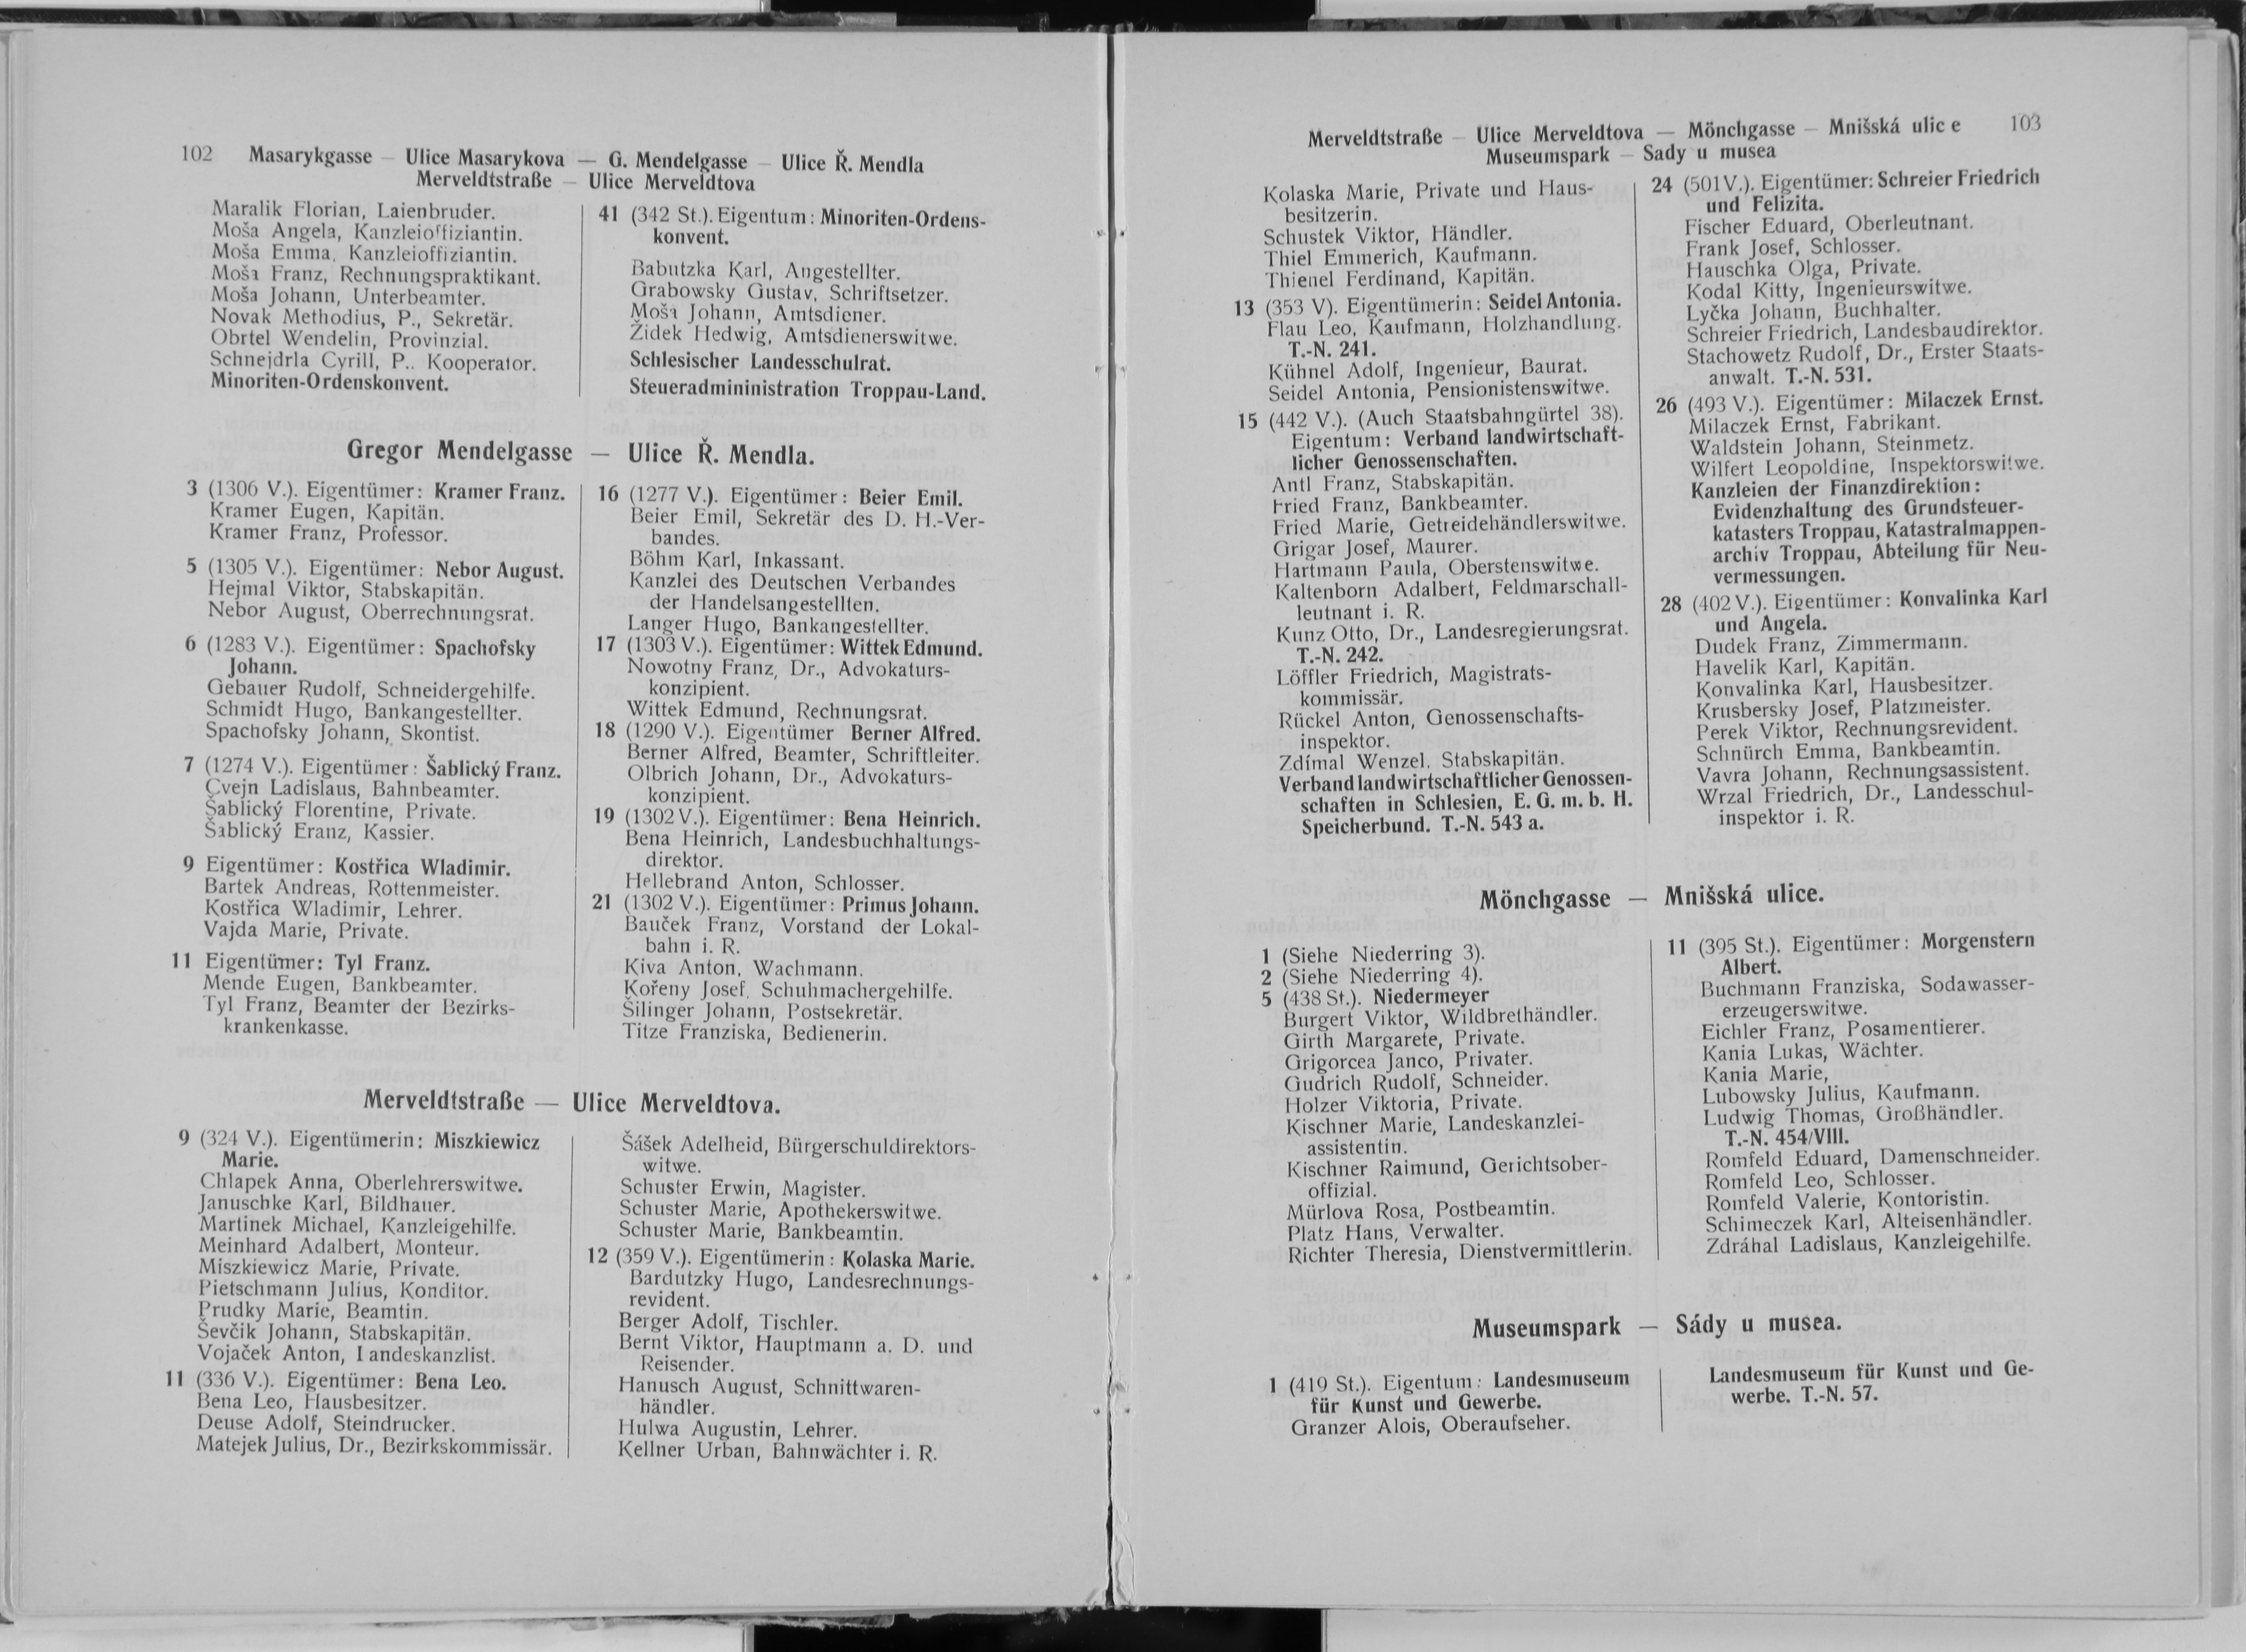 102 Masarykgasse — Ulice Masarykova — G. Mendelgasse — Ulice Ř. Mendla
Merveldtstraße — Ulice Merveldtova
Maralik Florian, Laienbruder.
Moša Angela, Kanzleioffiziantin.
Moša Emma, Kanzleioffiziantin.
Moša Franz, Rechnungspraktikant.
Moša Johann, Unterbeamter.
Novak Methodius, P., Sekretär.
Obrtel Wendelin, Provinzial.
Schnejdrla Cyrill, P.. Kooperator.
Minoriten-Ordenskonvent.
41 (342 St.). Eigentum: Minoriten-Ordens-
konvent.
Babutzka Karl, Angestellter.
Grabowsky Gustav, Schriftsetzer.
Moša Johann, Amtsdiener.
Židek Hedwig, Amtsdienerswitwe.
Schlesischer Landesschulrat.
Steueradmininistration Troppau-Land.
Gregor Mendelgasse — Ulice Ř. Mendla.
3 (1306 V.). Eigentümer: Kramer Franz.
Kramer Eugen, Kapitän.
Kramer Franz, Professor.
5 (1305 V.). Eigentümer: Nebor August.
Hejmal Viktor, Stabskapitän.
Nebor August, Oberrechnungsrat.
6 (1283 V.). Eigentümer: Spachofsky
Johann.
Gebauer Rudolf, Schneidergehilfe.
Schmidt Hugo, Bankangestellter.
Spachofsky Johann, Skontist.
7 (1274 V.). Eigentümer: Šablický Franz.
Cvejn Ladislaus, Bahnbeamter.
Šablický Florentine, Private.
Šablický Eranz, Kassier.
9 Eigentümer: Kostřica Wladimir.
Bartek Andreas, Rottenmeister.
Kostřica Wladimir, Lehrer.
Vajda Marie, Private.
11 Eigentümer: Tyl Franz.
Mende Eugen, Bankbeamter.
Tyl Franz, Beamter der Bezirks-
krankenkasse.
16 (1277 V.). Eigentümer: Beier Emil.
Beier Emil, Sekretär des D. H.-Ver-
bandes.
Böhm Karl, Inkassant.
Kanzlei des Deutschen Verbandes
der Handelsangestellten.
Langer Hugo, Bankangestellter.
17 (1303 V.). Eigentümer: Wittek Edmund.
Nowotny Franz, Dr., Advokaturs-
konzipient.
Wittek Edmund, Rechnungsrat.
18 (1290 V.). Eigentümer Berner Alfred.
Berner Alfred, Beamter, Schriftleiter.
Olbrich Johann, Dr., Advokaturs-
konzipient.
19 (1302 V.). Eigentümer: Bena Heinrich.
Bena Heinrich, Landesbuchhaltungs-
direktor.
Hellebrand Anton, Schlosser.
21 (1302 V.). Eigentümer: Primus Johann.
Bauček Franz, Vorstand der Lokal-
bahn i. R.
Kiva Anton, Wachmann.
Kořeny Josef, Schuhmachergehilfe.
Šilinger Johann, Postsekretär.
Titze Franziska, Bedienerin.
Merveldtstraße — Ulice Merveldtova.
9 (324 V.). Eigentümerin: Miszkiewicz
Marie.
Chlapek Anna, Oberlehrerswitwe.
Januschke Karl, Bildhauer.
Martinek Michael, Kanzleigehilfe.
Meinhard Adalbert, Monteur.
Miszkiewicz Marie, Private.
Pietschmann Julius, Konditor.
Prudky Marie, Beamtin.
Ševčik Johann, Stabskapitän.
Vojaček Anton, Landeskanzlist.
11 (336 V.). Eigentümer: Bena Leo.
Bena Leo, Hausbesitzer.
Deuse Adolf, Steindrucker.
Matejek Julius, Dr., Bezirkskommissär.
Šášek Adelheid, Bürgerschuldirektors-
witwe.
Schuster Erwin, Magister.
Schuster Marie, Apothekerswitwe.
Schuster Marie, Bankbeamtin.
12 (359 V.). Eigentümerin: Kolaska Marie.
Bardutzky Hugo, Landesrechnungs-
revident.
Berger Adolf, Tischler.
Bernt Viktor, Hauptmann a. D. und
Reisender.
Hanusch August, Schnittwaren-
händler.
Hulwa Augustin, Lehrer.
Kellner Urban, Bahnwächter i. R.
Merveldtstraße — Ulice Merveldtova — Mönchgasse — Mnišská ulic e 103
Museumspark — Sady u musea
Kolaska Marie, Private und Haus-
besitzerin.
Schustek Viktor, Händler.
Thiel Emmerich, Kaufmann.
Thienel Ferdinand, Kapitän.
13 (353 V). Eigentümerin: Seidel Antonia.
Flau Leo, Kaufmann, Holzhandlung.
T.-N. 241.
Kühnel Adolf, Ingenieur, Baurat.
Seidel Antonia, Pensionistenswitwe.
15 (442 V.). (Auch Staatsbahngürtel 38).
Eigentum: Verband landwirtschaft-
licher Genossenschaften.
Antl Franz, Stabskapitän.
Fried Franz, Bankbeamter.
Fried Marie, Getreidehändlerswitwe.
Grigar Josef, Maurer.
Hartmann Paula, Oberstenswitwe.
Kaltenborn Adalbert, Feldmarschall-
leutnant i. R.
Kunz Otto, Dr., Landesregierungsrat.
T.-N. 242.
Löffler Friedrich, Magistrats-
kommissär.
Rückel Anton, Genossenschafts-
inspektor.
Zdímal Wenzel, Stabskapitän.
Verband landwirtschaftlicher Genossen-
schaften in Schlesien, E. G. m. b. H.
Speicherbund. T.-N. 543 a.
24 (501 V.). Eigentümer: Schreier Friedrich
und Felizita.
Fischer Eduard, Oberleutnant.
Frank Josef, Schlosser.
Hauschka Olga, Private.
Kodal Kitty, Ingenieurswitwe.
Lyčka Johann, Buchhalter.
Schreier Friedrich, Landesbaudirektor.
Stachowetz Rudolf, Dr., Erster Staats-
anwalt. T.-N. 531.
26 (493 V.). Eigentümer: Milaczek Ernst.
Milaczek Ernst, Fabrikant.
Waldstein Johann, Steinmetz.
Wilfert Leopoldine, Inspektorswitwe.
Kanzleien der Finanzdirektion:
Evidenzhaltung des Grundsteuer-
katasters Troppau, Katastralmappen-
archiv Troppau, Abteilung für Neu-
vermessungen.
28 (402 V.). Eigentümer: Konvalinka Karl
und Angela.
Dudek Franz, Zimmermann.
Havelik Karl, Kapitän.
Konvalinka Karl, Hausbesitzer.
Krusbersky Josef, Platzmeister.
Perek Viktor, Rechnungsrevident.
Schnürch Emma, Bankbeamtin.
Vavra Johann, Rechnungsassistent.
Wrzal Friedrich, Dr., Landesschul-
inspektor i. R.
Mönchgasse — Mnišská ulice.
1 (Siehe Niederring 3).
2 (Siehe Niederring 4).
5 (438 St.). Niedermeyer
Burgert Viktor, Wildbrethändler.
Girth Margarete, Private.
Grigorcea Janco, Privater.
Gudrich Rudolf, Schneider.
Holzer Viktoria, Private.
Kischner Marie, Landeskanzlei-
assistentin.
Kischner Raimund, Gerichtsober-
offizial.
Mürlova Rosa, Postbeamtin.
Platz Hans, Verwalter.
Richter Theresia, Dienstvermittlerin.
11 (395 St.). Eigentümer: Morgenstern
Albert.
Buchmann Franziska, Sodawasser-
erzeugerswitwe.
Eichler Franz, Posamentierer.
Kania Lukas, Wächter.
Kania Marie,
Lubowsky Julius, Kaufmann.
Ludwig Thomas, Großhändler.
T.-N. 454/VIII.
Romfeld Eduard, Damenschneider.
Romfeld Leo, Schlosser.
Romfeld Valerie, Kontoristin.
Schimeczek Karl, Alteisenhändler.
Zdráhal Ladislaus, Kanzleigehilfe.
Museumspark — Sády u musea.
1 (419 St.). Eigentum: Landesmuseum
für Kunst und Gewerbe.
Granzer Alois, Oberaufseher.
Landesmuseum für Kunst und Ge-
werbe. T.-N. 57.